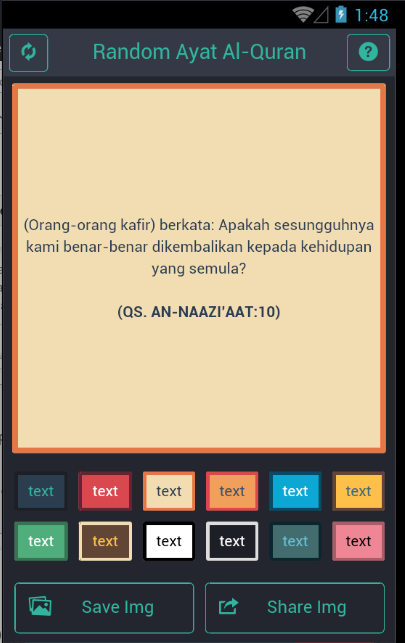 1:48
Random Ayat Al-Quran
(Orang-orang kafir) berkata: Apakah sesungguhnya
kami benar-benar dikembalikan kepada kehidupan
yang semula?
(QS. AN-NAAZI'AAT:10)
text text text text text text
text text text text text text
Save Img Share Img